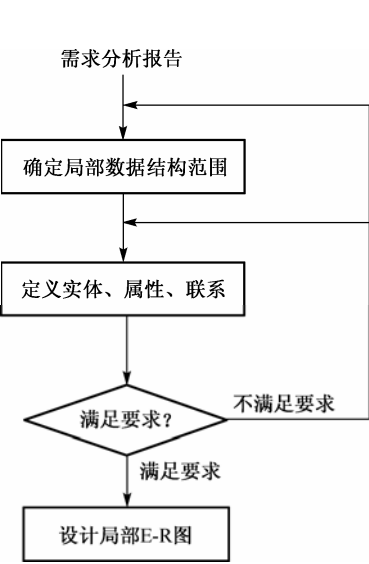 需求分析报告
确定局部数据结构范围
定义实体、属性、联系
满足要求？
不满足要求
满足要求
设计局部E-R图